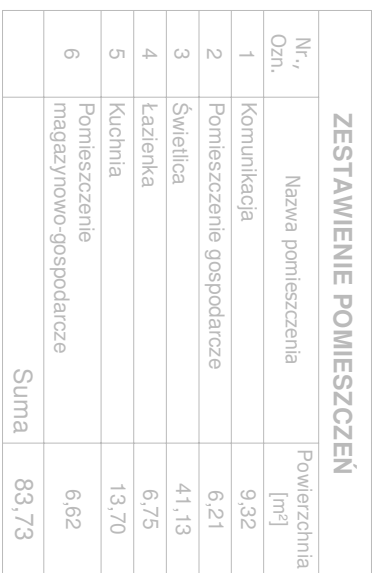 ZESTAWIENIE POMIESZCZEŃ
Nr., Ozn. Nazwa pomieszczenia Powierzchnia [m²]
1 Komunikacja 9,32
2 Pomieszczenie gospodarcze 6,21
3 Świetlica 41,13
4 Łazienka 6,75
5 Kuchnia 13,70
6 Pomieszczenie magazynowo-gospodarcze 6,62
Suma 83,73